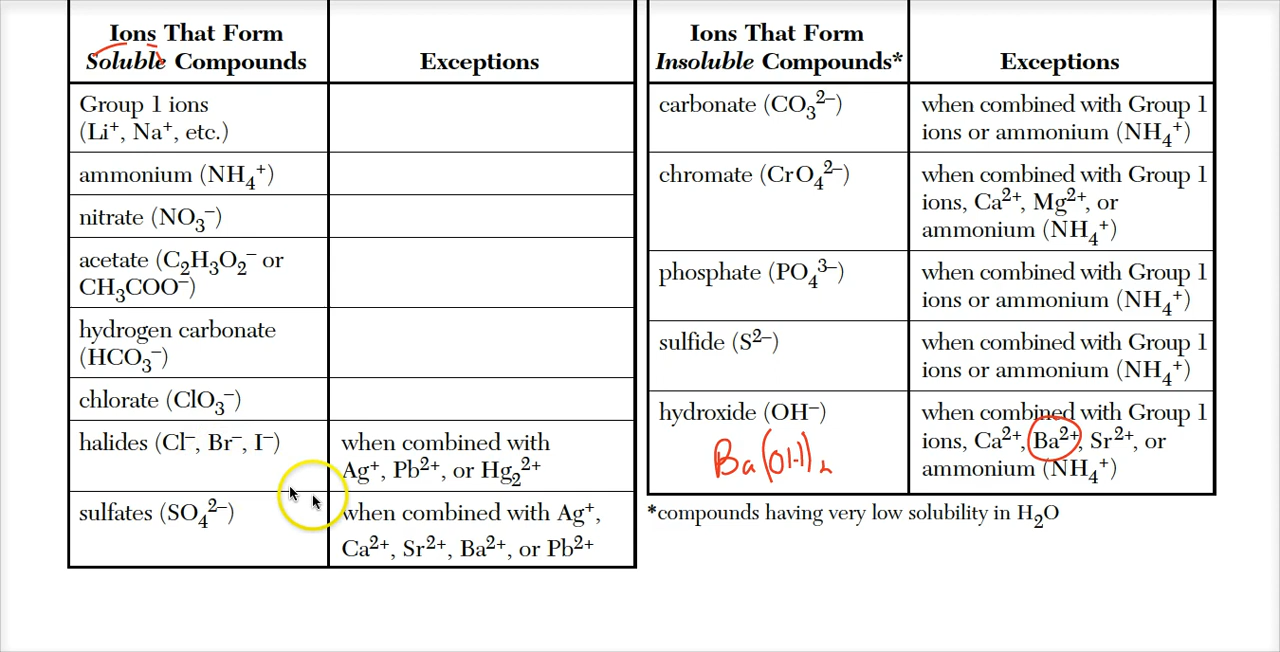 Ions That Form
Soluble Compounds
Exceptions
Group 1 ions
(Li⁺, Na⁺, etc.)
ammonium (NH₄⁺)
nitrate (NO₃⁻)
acetate (C₂H₃O₂⁻ or
CH₃COO⁻)
hydrogen carbonate
(HCO₃⁻)
chlorate (ClO₃⁻)
halides (Cl⁻, Br⁻, I⁻)
when combined with
Ag⁺, Pb²⁺, or Hg₂²⁺
sulfates (SO₄²⁻)
when combined with Ag⁺,
Ca²⁺, Sr²⁺, Ba²⁺, or Pb²⁺
Ions That Form
Insoluble Compounds*
Exceptions
carbonate (CO₃²⁻)
when combined with Group 1
ions or ammonium (NH₄⁺)
chromate (CrO₄²⁻)
when combined with Group 1
ions, Ca²⁺, Mg²⁺, or
ammonium (NH₄⁺)
phosphate (PO₄³⁻)
when combined with Group 1
ions or ammonium (NH₄⁺)
sulfide (S²⁻)
when combined with Group 1
ions or ammonium (NH₄⁺)
hydroxide (OH⁻)
Ba(OH)₂
when combined with Group 1
ions, Ca²⁺, Ba²⁺, Sr²⁺, or
ammonium (NH₄⁺)
*compounds having very low solubility in H₂O